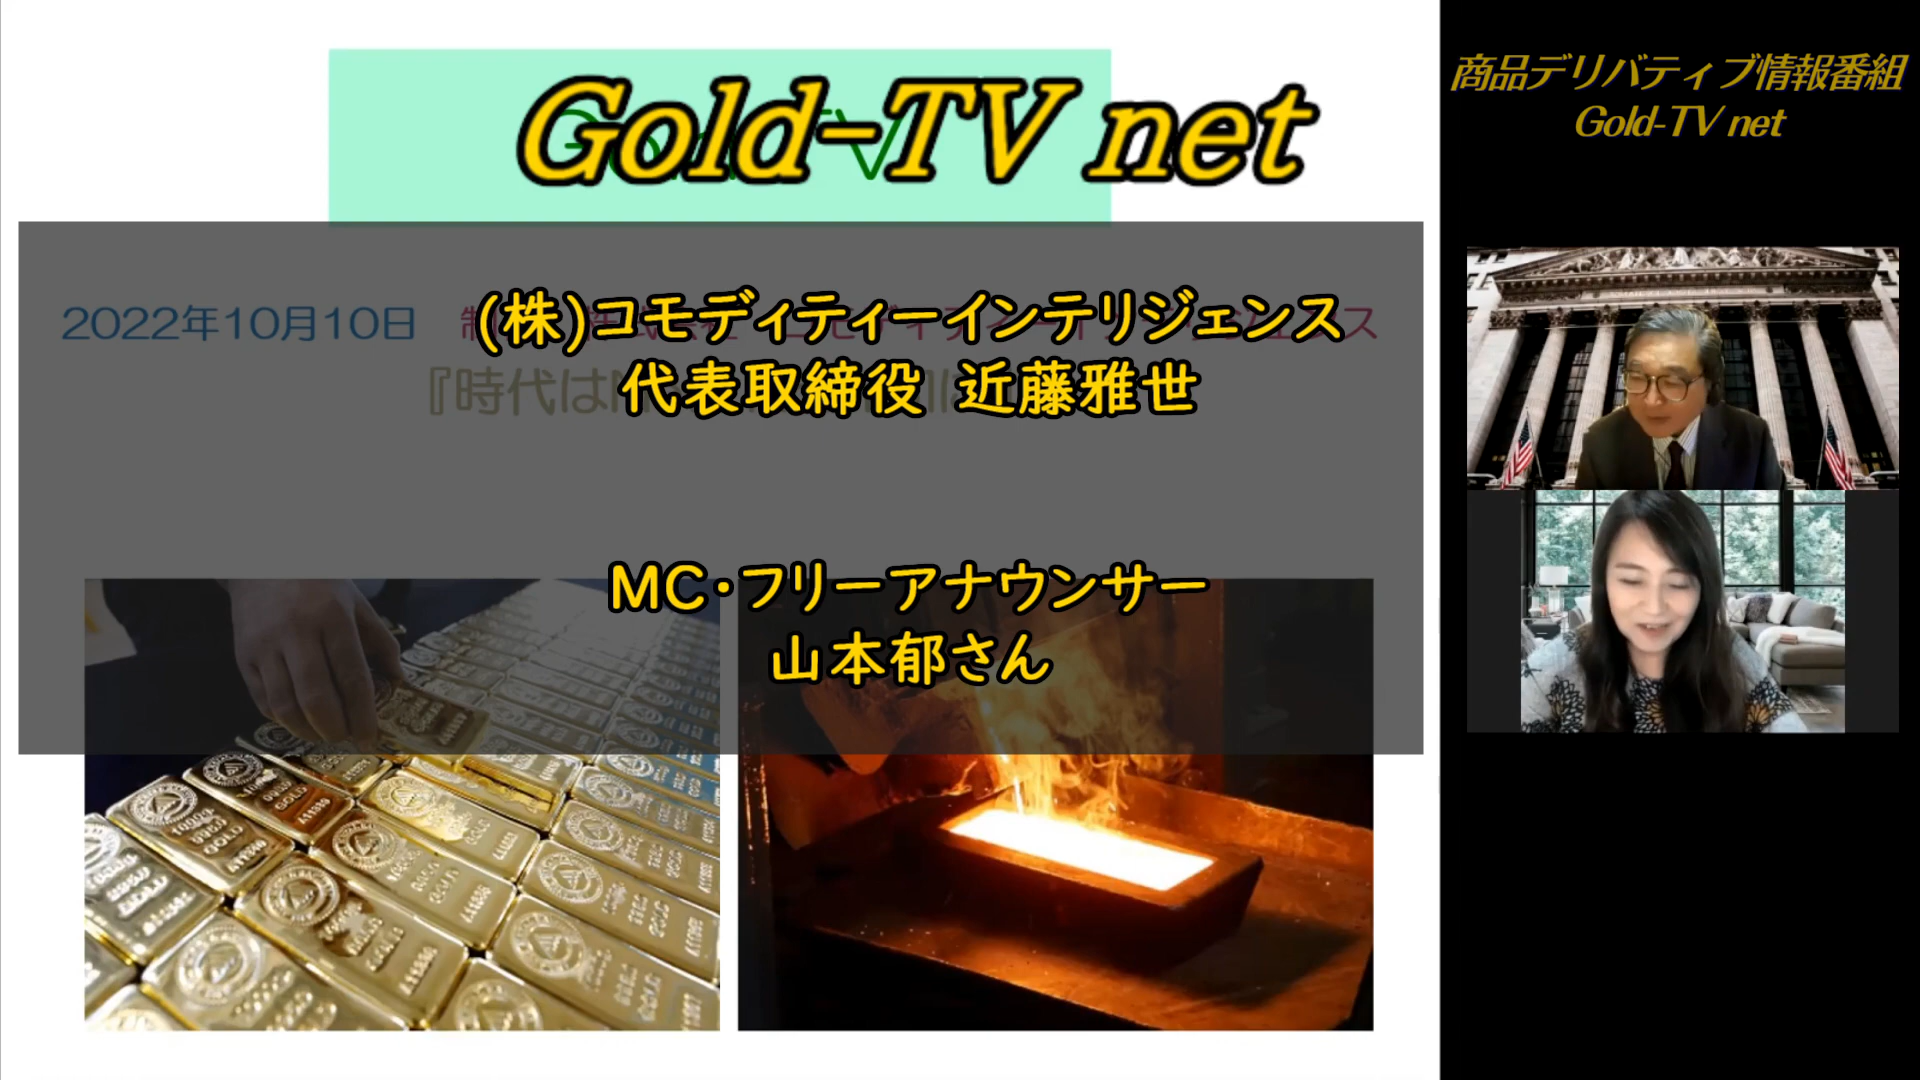 Gold-TV net
商品デリバティブ情報番組
Gold-TV net
2022年10月10日
(株)コモディティーインテリジェンス
『時代は
代表取締役 近藤雅世
MC・フリーアナウンサー
山本郁さん